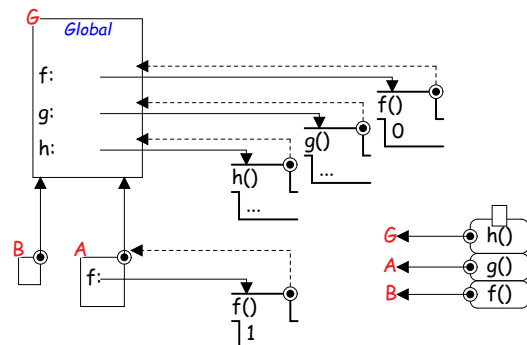 G
Global
f:
f()
0
g:
g()
...
h:
h()
...
B
A
f:
f()
1
G
h()
A
g()
B
f()